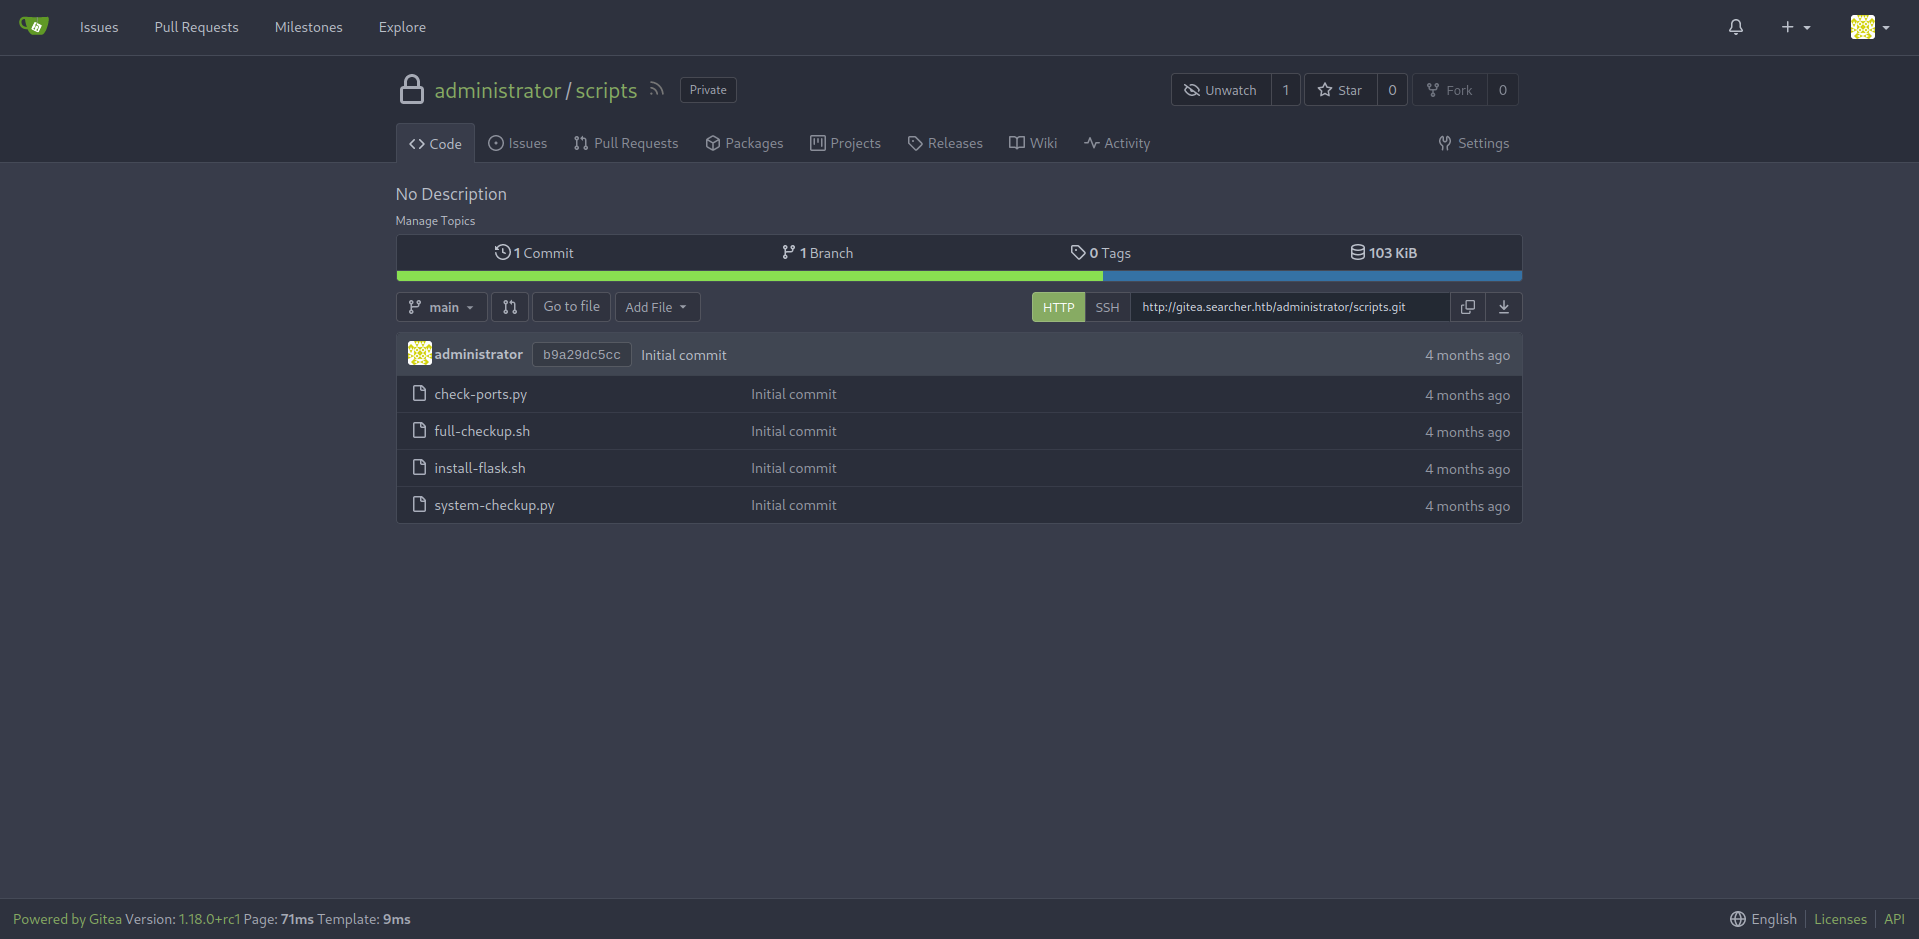 Issues Pull Requests Milestones Explore
administrator/scripts Private Unwatch 1 Star 0 Fork 0
Code Issues Pull Requests Packages Projects Releases Wiki Activity Settings
No Description
Manage Topics
1 Commit 1 Branch 0 Tags 103 KiB
main Go to file Add File HTTP SSH http://gitea.searcher.htb/administrator/scripts.git
administrator b9a29dc5cc Initial commit 4 months ago
check-ports.py Initial commit 4 months ago
full-checkup.sh Initial commit 4 months ago
install-flask.sh Initial commit 4 months ago
system-checkup.py Initial commit 4 months ago
Powered by Gitea Version: 1.18.0+rc1 Page: 71ms Template: 9ms English Licenses API